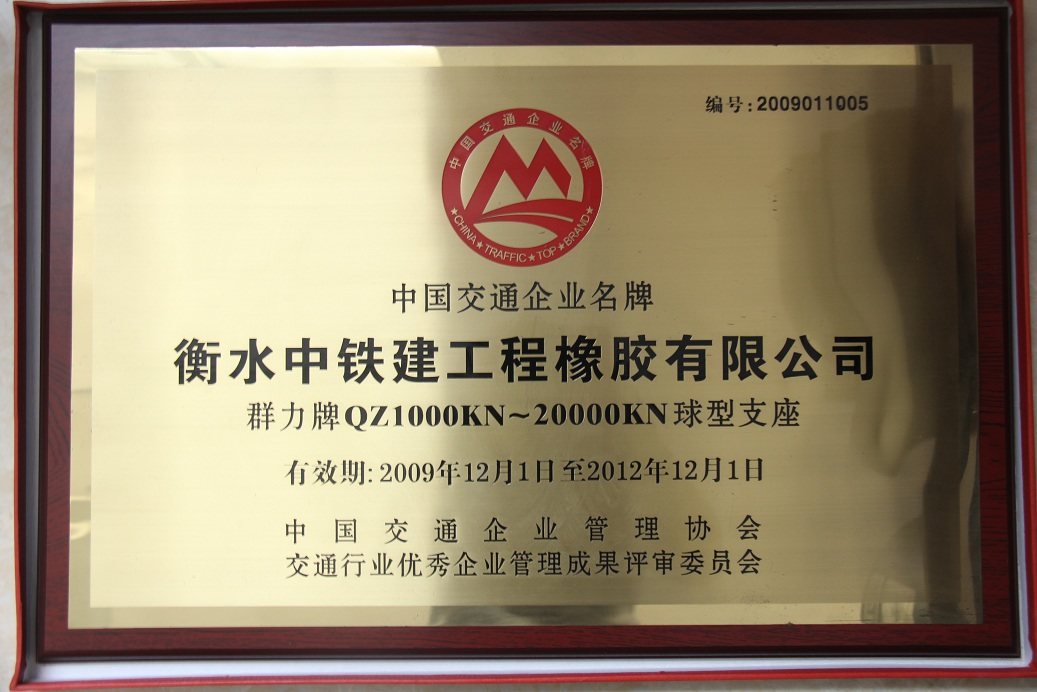 编号:2009011005
中国交通企业名牌
★CHINA★TRAFFIC★TOP★BRAND★
中国交通企业名牌
衡水中铁建工程橡胶有限公司
群力牌QZ1000KN~20000KN球型支座
有效期:2009年12月1日至2012年12月1日
中国交通企业管理协会
交通行业优秀企业管理成果评审委员会